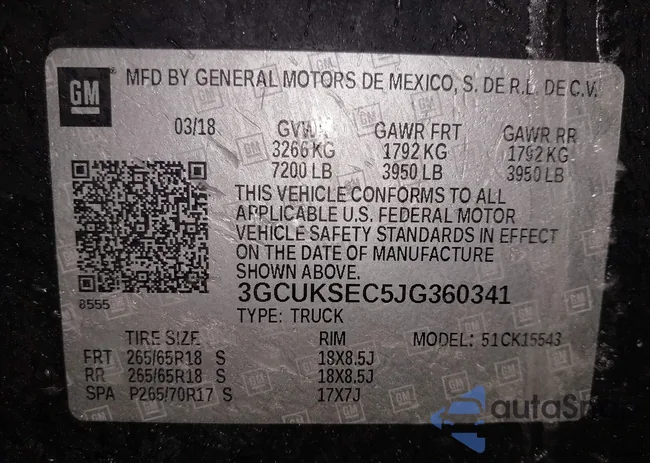 GM
MFD BY GENERAL MOTORS DE MEXICO, S. DE R.L. DE C.V.
03/18 GVWR GAWR FRT GAWR RR
3266 KG 1792 KG 1792 KG
7200 LB 3950 LB 3950 LB
THIS VEHICLE CONFORMS TO ALL
APPLICABLE U.S. FEDERAL MOTOR
VEHICLE SAFETY STANDARDS IN EFFECT
ON THE DATE OF MANUFACTURE
SHOWN ABOVE.
8555
3GCUKSEC5JG360341
TYPE: TRUCK
TIRE SIZE RIM MODEL: 51CK15543
FRT 265/65R18 S 18X8.5J
RR 265/65R18 S 18X8.5J
SPA P265/70R17 S 17X7J